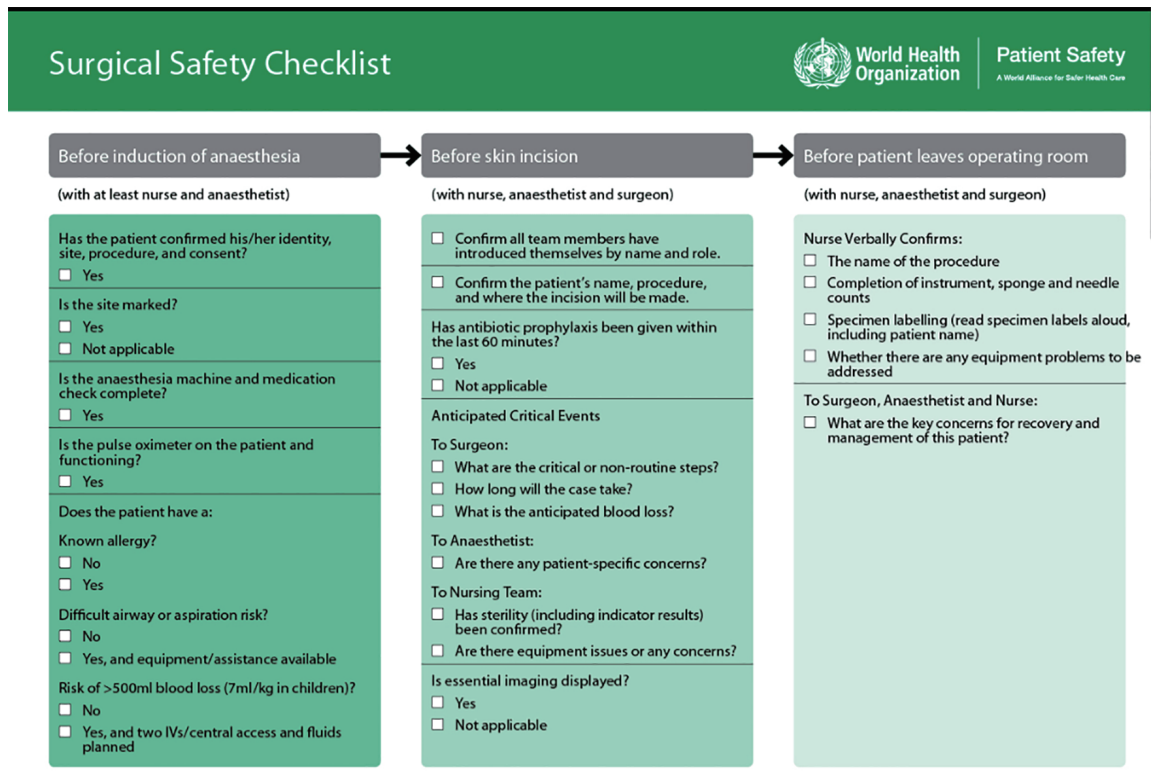 Surgical Safety Checklist
World Health
Organization
Patient Safety
A World Alliance for Safer Health Care
Before induction of anaesthesia
(with at least nurse and anaesthetist)
Has the patient confirmed his/her identity,
site, procedure, and consent?
Yes
Is the site marked?
Yes
Not applicable
Is the anaesthesia machine and medication
check complete?
Yes
Is the pulse oximeter on the patient and
functioning?
Yes
Does the patient have a:
Known allergy?
No
Yes
Difficult airway or aspiration risk?
No
Yes, and equipment/assistance available
Risk of >500ml blood loss (7ml/kg in children)?
No
Yes, and two IVs/central access and fluids
planned
Before skin incision
(with nurse, anaesthetist and surgeon)
Confirm all team members have
introduced themselves by name and role.
Confirm the patient's name, procedure,
and where the incision will be made.
Has antibiotic prophylaxis been given within
the last 60 minutes?
Yes
Not applicable
Anticipated Critical Events
To Surgeon:
What are the critical or non-routine steps?
How long will the case take?
What is the anticipated blood loss?
To Anaesthetist:
Are there any patient-specific concerns?
To Nursing Team:
Has sterility (including indicator results)
been confirmed?
Are there equipment issues or any concerns?
Is essential imaging displayed?
Yes
Not applicable
Before patient leaves operating room
(with nurse, anaesthetist and surgeon)
Nurse Verbally Confirms:
The name of the procedure
Completion of instrument, sponge and needle
counts
Specimen labelling (read specimen labels aloud,
including patient name)
Whether there are any equipment problems to be
addressed
To Surgeon, Anaesthetist and Nurse:
What are the key concerns for recovery and
management of this patient?